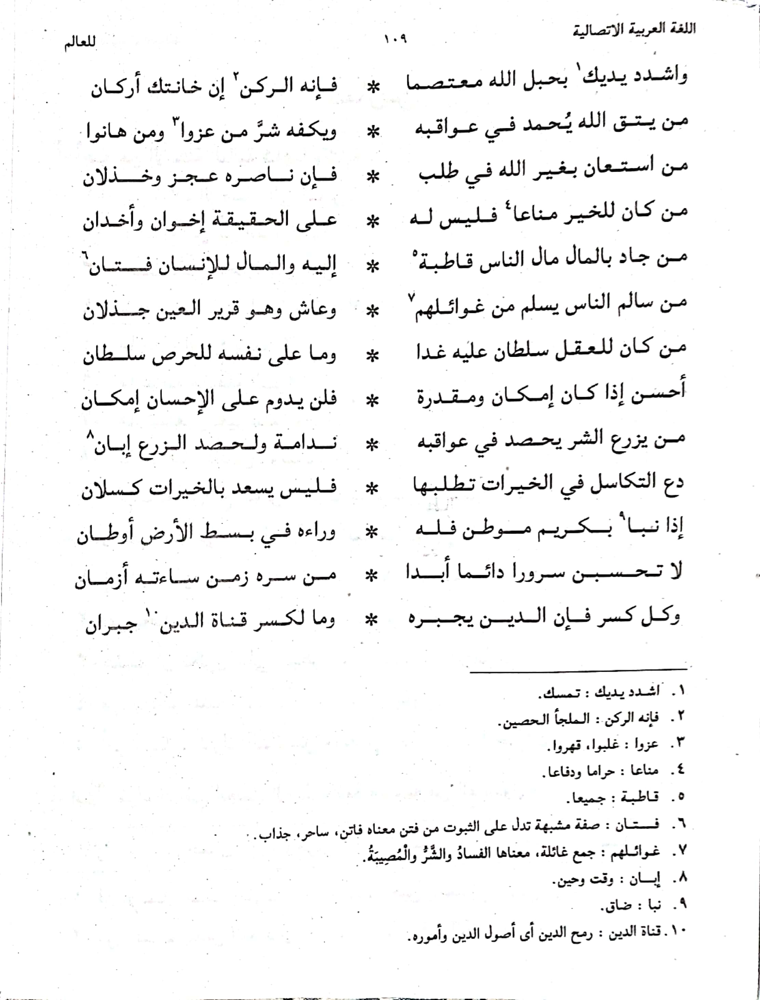 اللغة العربية الاتصالية ١٠٩ للعالم
واشدد يديك١ بحبل الله معتصما * فإنه الركن٢ إن خانتك أركان
من يتق الله يُحمد في عواقبه * ويكفه شرَّ من عزوا٣ ومن هانوا
من استعان بغير الله في طلب * فإن ناصره عجز وخذلان
من كان للخير مناعا٤ فليس له * على الحقيقة إخوان وأخدان
من جاد بالمال مال الناس قاطبة٥ * إليه والمال للإنسان فتان٦
من سالم الناس يسلم من غوائلهم٧ * وعاش وهو قرير العين جذلان
من كان للعقل سلطان عليه غدا * وما على نفسه للحرص سلطان
أحسن إذا كان إمكان ومقدرة * فلن يدوم على الإحسان إمكان
من يزرع الشر يحصد في عواقبه * ندامة ولحصد الزرع إبان٨
دع التكاسل في الخيرات تطلبها * فليس يسعد بالخيرات كسلان
إذا نبا٩ بكريم موطن فله * وراءه في بسط الأرض أوطان
لا تحسبن سرورا دائما أبدا * من سره زمن ساءته أزمان
وكل كسر فإن الدين يجبره * وما لكسر قناة الدين١٠ جبران
١. اشدد يديك : تمسك.
٢. فإنه الركن : الملجأ الحصين.
٣. عزوا : غلبوا، قهروا.
٤. مناعا : حراما ودفاعا.
٥. قاطبة : جميعا.
٦. فتان : صفة مشبهة تدل على الثبوت من فتن معناه فاتن، ساحر، جذاب.
٧. غوائلهم : جمع غائلة، معناها الفسادُ والشَّرُّ والْمُصِيبَةُ.
٨. إبان : وقت وحين.
٩. نبا : ضاق.
١٠. قناة الدين : رمح الدين أى أصول الدين وأموره.